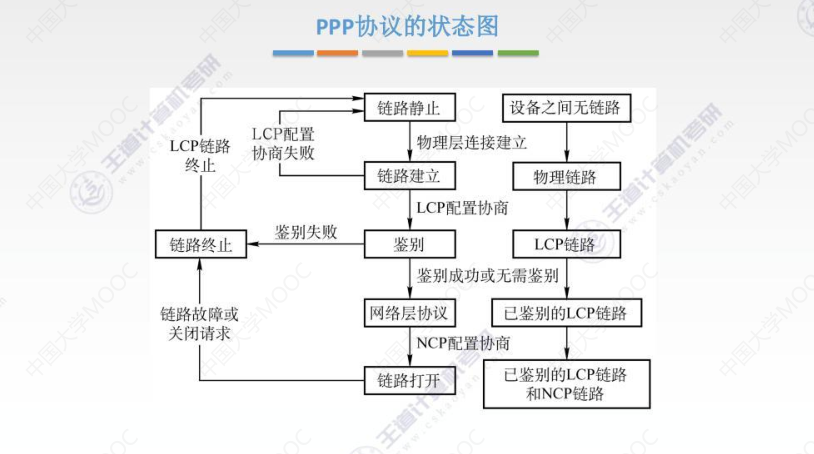 PPP协议的状态图
链路静止
设备之间无链路
LCP配置
协商失败
物理层连接建立
LCP链路
终止
链路建立
物理链路
LCP配置协商
链路终止
鉴别失败
鉴别
LCP链路
鉴别成功或无需鉴别
链路故障或
关闭请求
网络层协议
已鉴别的LCP链路
NCP配置协商
链路打开
已鉴别的LCP链路
和NCP链路
中国大学MOOC
王道计算机考研
www.cskaoyan.com